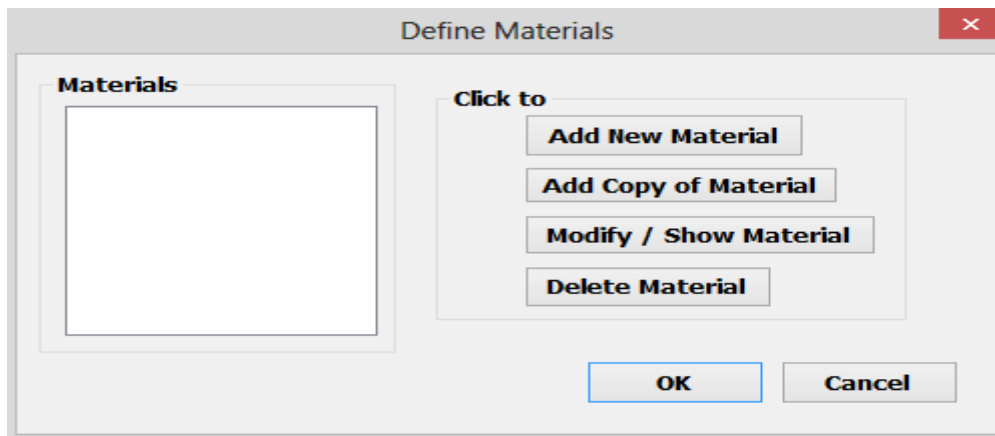 Define Materials
Materials
Click to
Add New Material
Add Copy of Material
Modify / Show Material
Delete Material
OK
Cancel